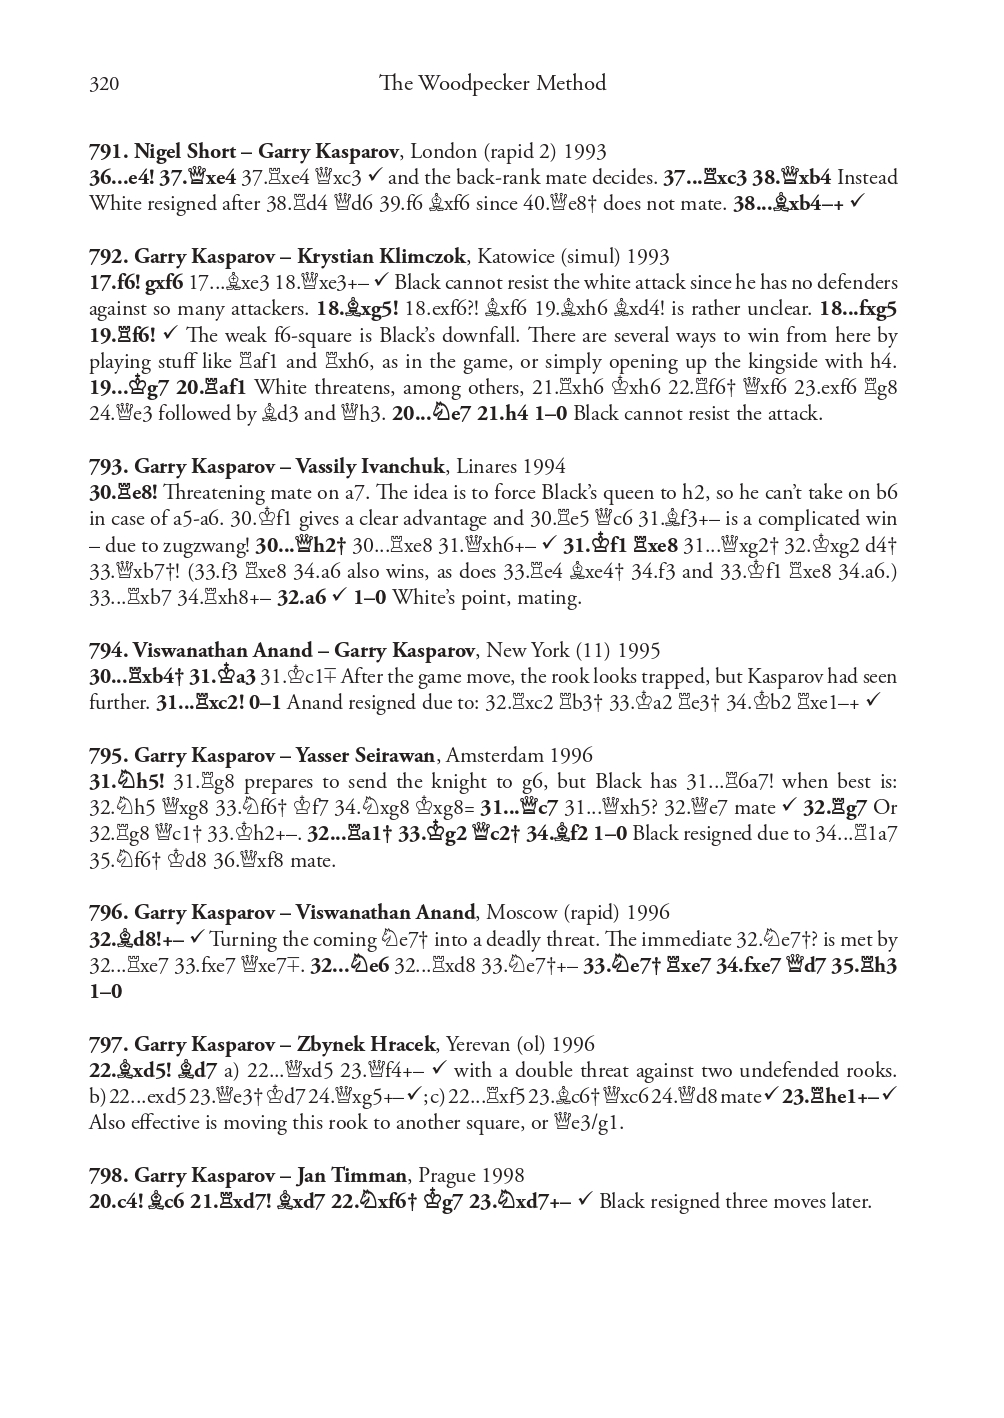 320 The Woodpecker Method
791. Nigel Short – Garry Kasparov, London (rapid 2) 1993
36...e4! 37.♕xe4 37.♖xe4 ♕xc3 ✓ and the back-rank mate decides. 37...♖xc3 38.♕xb4 Instead
White resigned after 38.♖d4 ♕d6 39.f6 ♗xf6 since 40.♕e8† does not mate. 38...♗xb4–+ ✓
792. Garry Kasparov – Krystian Klimczok, Katowice (simul) 1993
17.f6! gxf6 17...♗xe3 18.♕xe3+– ✓ Black cannot resist the white attack since he has no defenders
against so many attackers. 18.♗xg5! 18.exf6?! ♗xf6 19.♗xh6 ♗xd4! is rather unclear. 18...fxg5
19.♖f6! ✓ The weak f6-square is Black’s downfall. There are several ways to win from here by
playing stuff like ♖af1 and ♖xh6, as in the game, or simply opening up the kingside with h4.
19...♔g7 20.♖af1 White threatens, among others, 21.♖xh6 ♔xh6 22.♖f6† ♕xf6 23.exf6 ♖g8
24.♕e3 followed by ♗d3 and ♕h3. 20...♘e7 21.h4 1–0 Black cannot resist the attack.
793. Garry Kasparov – Vassily Ivanchuk, Linares 1994
30.♖e8! Threatening mate on a7. The idea is to force Black’s queen to h2, so he can’t take on b6
in case of a5-a6. 30.♔f1 gives a clear advantage and 30.♖e5 ♕c6 31.♗f3+– is a complicated win
– due to zugzwang! 30...♕h2† 30...♖xe8 31.♕xh6+– ✓ 31.♔f1 ♖xe8 31...♕xg2† 32.♔xg2 d4†
33.♕xb7†! (33.f3 ♖xe8 34.a6 also wins, as does 33.♖e4 ♗xe4† 34.f3 and 33.♔f1 ♖xe8 34.a6.)
33...♖xb7 34.♖xh8+– 32.a6 ✓ 1–0 White’s point, mating.
794. Viswanathan Anand – Garry Kasparov, New York (11) 1995
30...♖xb4† 31.♔a3 31.♔c1∓ After the game move, the rook looks trapped, but Kasparov had seen
further. 31...♖xc2! 0–1 Anand resigned due to: 32.♖xc2 ♖b3† 33.♔a2 ♖e3† 34.♔b2 ♖xe1–+ ✓
795. Garry Kasparov – Yasser Seirawan, Amsterdam 1996
31.♘h5! 31.♖g8 prepares to send the knight to g6, but Black has 31...♖6a7! when best is:
32.♘h5 ♕xg8 33.♘f6† ♔f7 34.♘xg8 ♔xg8= 31...♕c7 31...♕xh5? 32.♕e7 mate ✓ 32.♖g7 Or
32.♖g8 ♕c1† 33.♔h2+–. 32...♖a1† 33.♔g2 ♕c2† 34.♗f2 1–0 Black resigned due to 34...♖1a7
35.♘f6† ♔d8 36.♕xf8 mate.
796. Garry Kasparov – Viswanathan Anand, Moscow (rapid) 1996
32.♗d8!+– ✓ Turning the coming ♘e7† into a deadly threat. The immediate 32.♘e7†? is met by
32...♖xe7 33.fxe7 ♕xe7∓. 32...♘e6 32...♖xd8 33.♘e7†+– 33.♘e7† ♖xe7 34.fxe7 ♕d7 35.♖h3
1–0
797. Garry Kasparov – Zbynek Hracek, Yerevan (ol) 1996
22.♗xd5! ♗d7 a) 22...♕xd5 23.♕f4+– ✓ with a double threat against two undefended rooks.
b) 22...exd5 23.♕e3† ♔d7 24.♕xg5+– ✓; c) 22...♖xf5 23.♗c6† ♕xc6 24.♕d8 mate ✓ 23.♖he1+– ✓
Also effective is moving this rook to another square, or ♕e3/g1.
798. Garry Kasparov – Jan Timman, Prague 1998
20.c4! ♗c6 21.♖xd7! ♗xd7 22.♘xf6† ♔g7 23.♘xd7+– ✓ Black resigned three moves later.